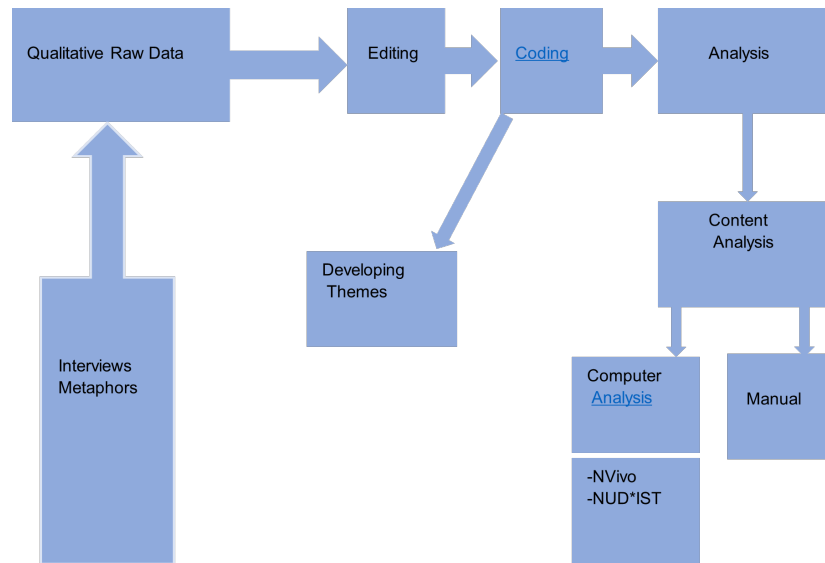 Qualitative Raw Data
Editing
Coding
Analysis
Content
Analysis
Developing
Themes
Interviews
Metaphors
Computer
Analysis
Manual
-NVivo
-NUD*IST